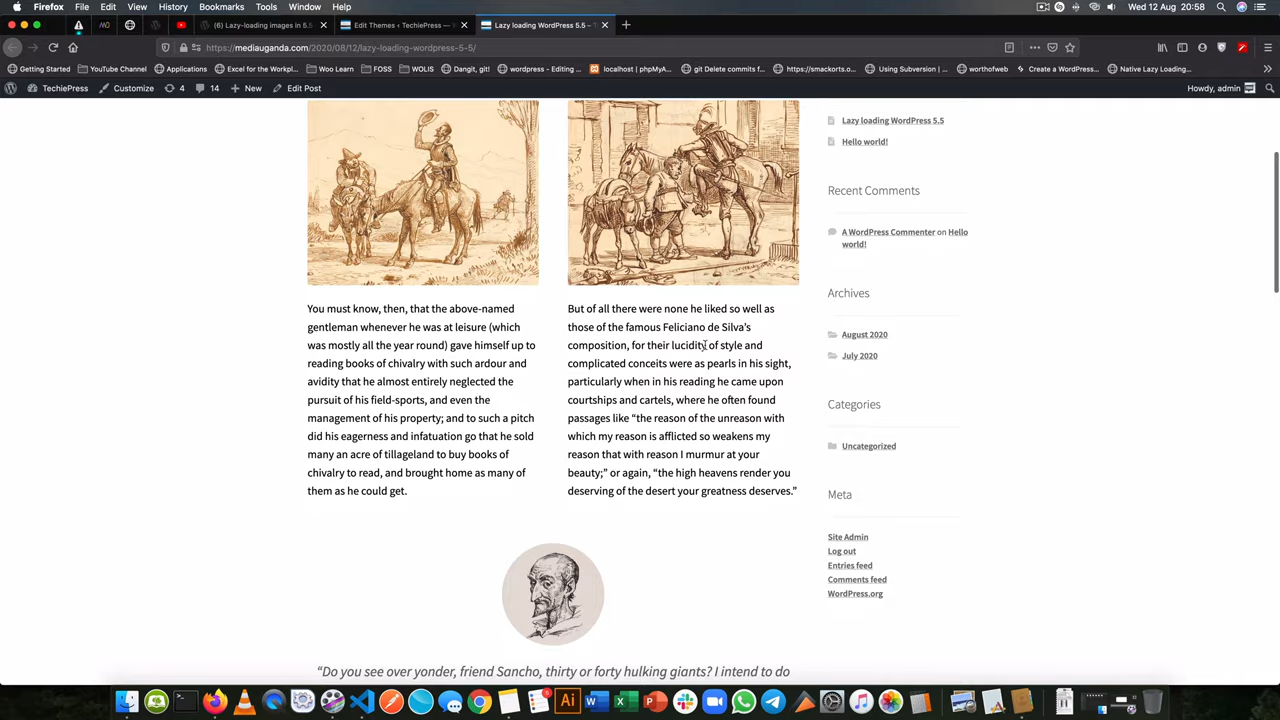 Firefox File Edit View History Bookmarks Tools Window Help Wed 12 Aug 20:58
(6) Lazy-loading images in 5.5
Edit Themes ‹ TechiePress —
Lazy loading WordPress 5.5 –
https://mediauganda.com/2020/08/12/lazy-loading-wordpress-5-5/
Getting Started YouTube Channel Applications Excel for the Workpl... Woo Learn FOSS WOLIS Dangit, git! wordpress - Editing ... localhost | phpMyA... git Delete commits f... https://smackorts.o... Using Subversion | ... worthofweb Create a WordPress... Native Lazy Loading...
TechiePress Customize 4 14 New Edit Post Howdy, admin
Lazy loading WordPress 5.5
Hello world!
Recent Comments
A WordPress Commenter on Hello
world!
Archives
August 2020
July 2020
Categories
Uncategorized
Meta
Site Admin
Log out
Entries feed
Comments feed
WordPress.org
You must know, then, that the above-named
gentleman whenever he was at leisure (which
was mostly all the year round) gave himself up to
reading books of chivalry with such ardour and
avidity that he almost entirely neglected the
pursuit of his field-sports, and even the
management of his property; and to such a pitch
did his eagerness and infatuation go that he sold
many an acre of tillageland to buy books of
chivalry to read, and brought home as many of
them as he could get.
But of all there were none he liked so well as
those of the famous Feliciano de Silva’s
composition, for their lucidity of style and
complicated conceits were as pearls in his sight,
particularly when in his reading he came upon
courtships and cartels, where he often found
passages like “the reason of the unreason with
which my reason is afflicted so weakens my
reason that with reason I murmur at your
beauty;” or again, “the high heavens render you
deserving of the desert your greatness deserves.”
“Do you see over yonder, friend Sancho, thirty or forty hulking giants? I intend to do